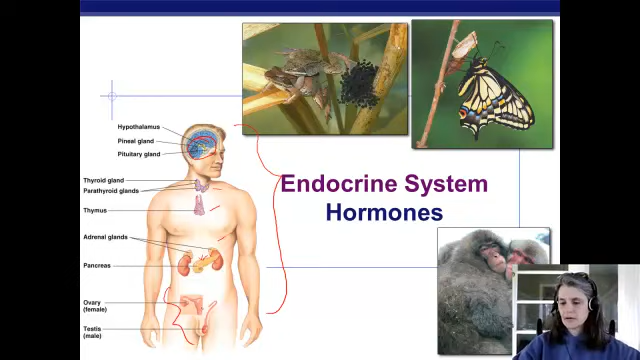 Hypothalamus
Pineal gland
Pituitary gland
Thyroid gland
Parathyroid glands
Thymus
Adrenal glands
Pancreas
Ovary
(female)
Testis
(male)
Endocrine System
Hormones